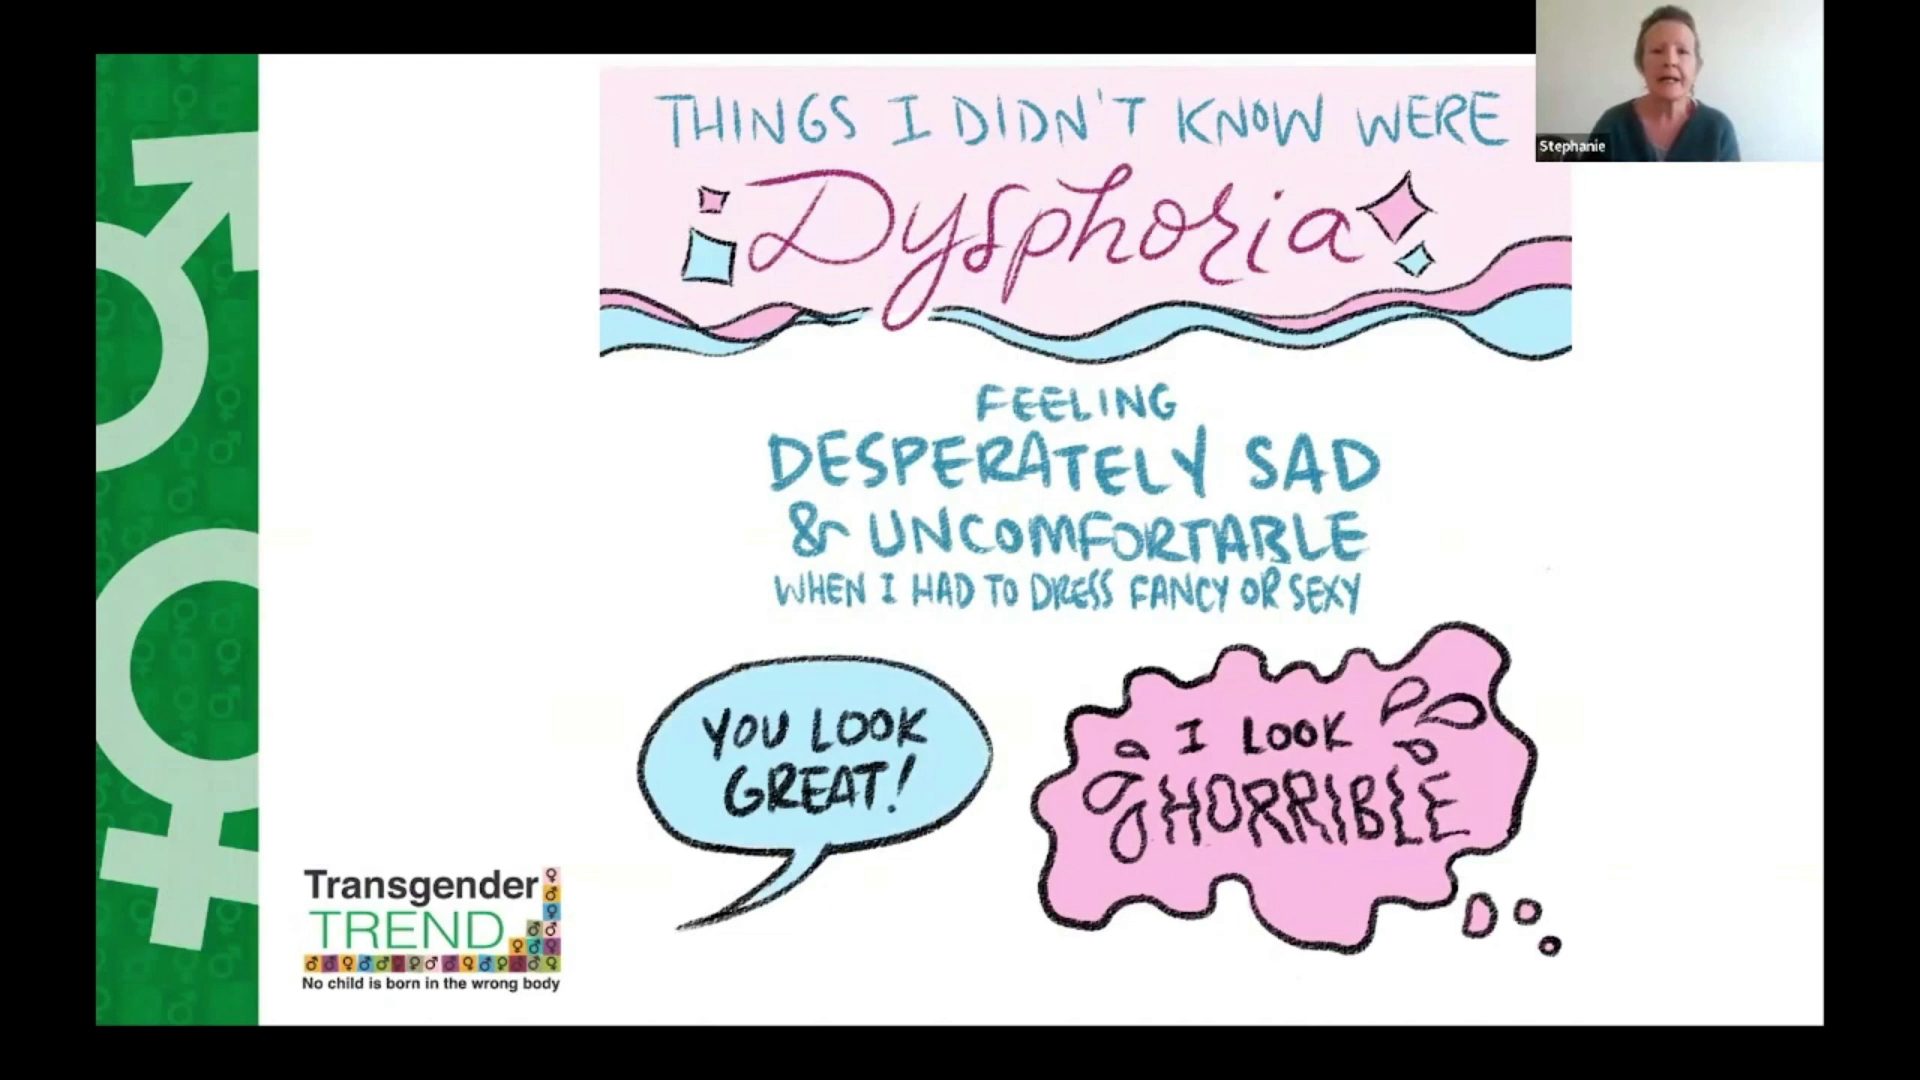 THINGS I DIDN'T KNOW WERE
Dysphoria
FEELING
DESPERATELY SAD
& UNCOMFORTABLE
WHEN I HAD TO DRESS FANCY OR SEXY
YOU LOOK
GREAT!
I LOOK
HORRIBLE
Transgender
TREND
No child is born in the wrong body
Stephanie